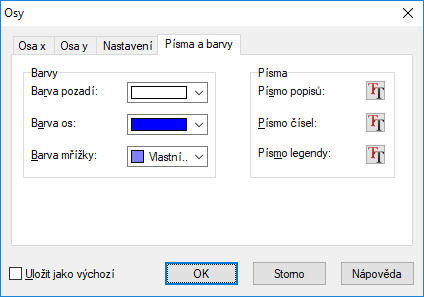 Osy
Osa x Osa y Nastavení Písma a barvy
Barvy
Barva pozadí:
Barva os:
Barva mřížky: Vlastní..
Písma
Písmo popisů:
Písmo čísel:
Písmo legendy:
Uložit jako výchozí OK Storno Nápověda